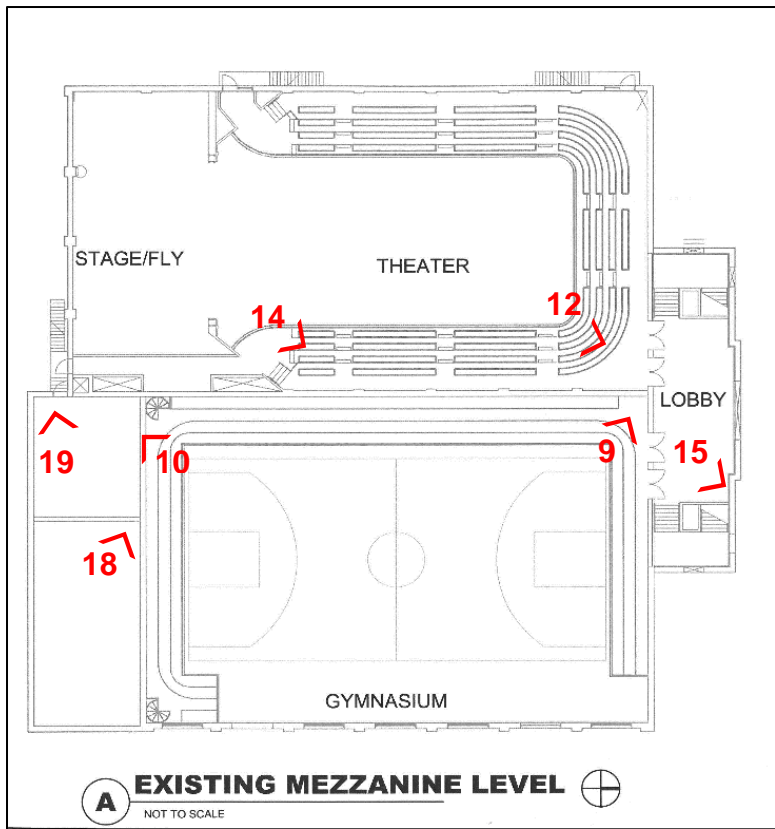 STAGE/FLY
THEATER
14
12
LOBBY
19
10
9
15
18
GYMNASIUM
A
EXISTING MEZZANINE LEVEL
NOT TO SCALE